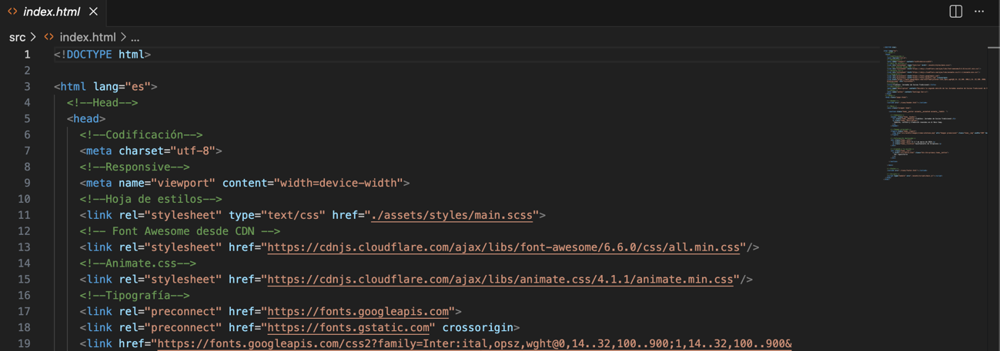 index.html
src > index.html > ...
1 <!DOCTYPE html>
2
3 <html lang="es">
4 <!--Head-->
5 <head>
6 <!--Codificación-->
7 <meta charset="utf-8">
8 <!--Responsive-->
9 <meta name="viewport" content="width=device-width">
10 <!--Hoja de estilos-->
11 <link rel="stylesheet" type="text/css" href="./assets/styles/main.scss">
12 <!-- Font Awesome desde CDN -->
13 <link rel="stylesheet" href="https://cdnjs.cloudflare.com/ajax/libs/font-awesome/6.6.0/css/all.min.css"/>
14 <!--Animate.css-->
15 <link rel="stylesheet" href="https://cdnjs.cloudflare.com/ajax/libs/animate.css/4.1.1/animate.min.css"/>
16 <!--Tipografía-->
17 <link rel="preconnect" href="https://fonts.googleapis.com">
18 <link rel="preconnect" href="https://fonts.gstatic.com" crossorigin>
19 <link href="https://fonts.googleapis.com/css2?family=Inter:ital,opsz,wght@0,14..32,100..900;1,14..32,100..900&